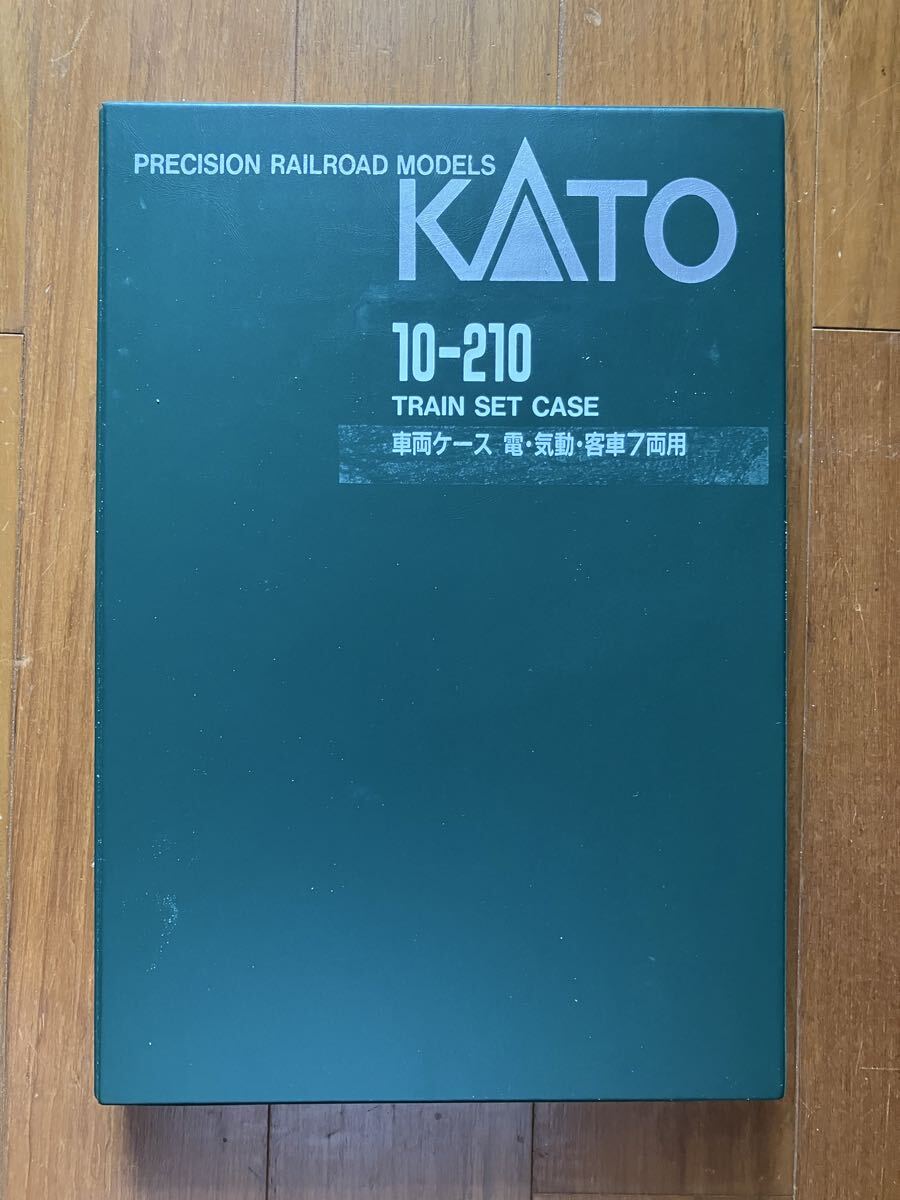 PRECISION RAILROAD MODELS
KATO
10-210
TRAIN SET CASE
車両ケース 電・気動・客車7両用